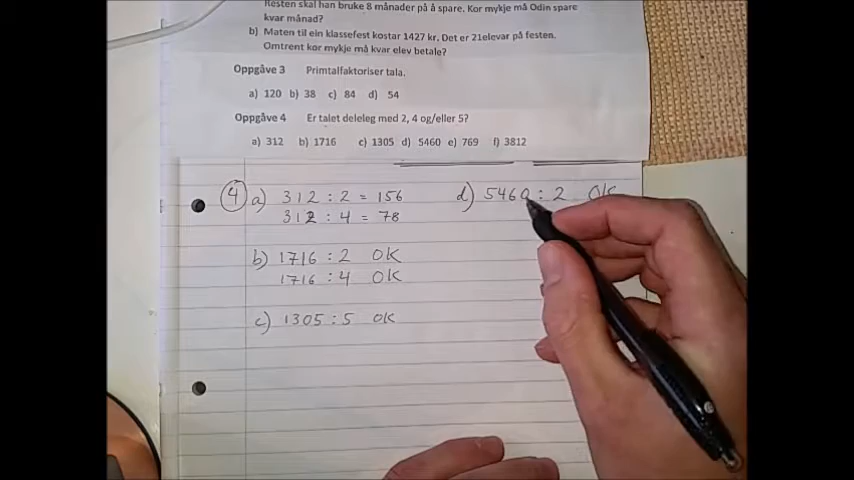 Resten skal han bruke 8 månader på å spare. Kor mykje må Odin spare
kvar månad?
b) Maten til ein klassefest kostar 1427 kr. Det er 21elevar på festen.
Omtrent kor mykje må kvar elev betale?
Oppgåve 3 Primtalfaktoriser tala.
a) 120 b) 38 c) 84 d) 54
Oppgåve 4 Er talet deleleg med 2, 4 og/eller 5?
a) 312 b) 1716 c) 1305 d) 5460 e) 769 f) 3812
4 a) 312 : 2 = 156
312 : 4 = 78
b) 1716 : 2 OK
1716 : 4 OK
c) 1305 : 5 OK
d) 5460 : 2 OK